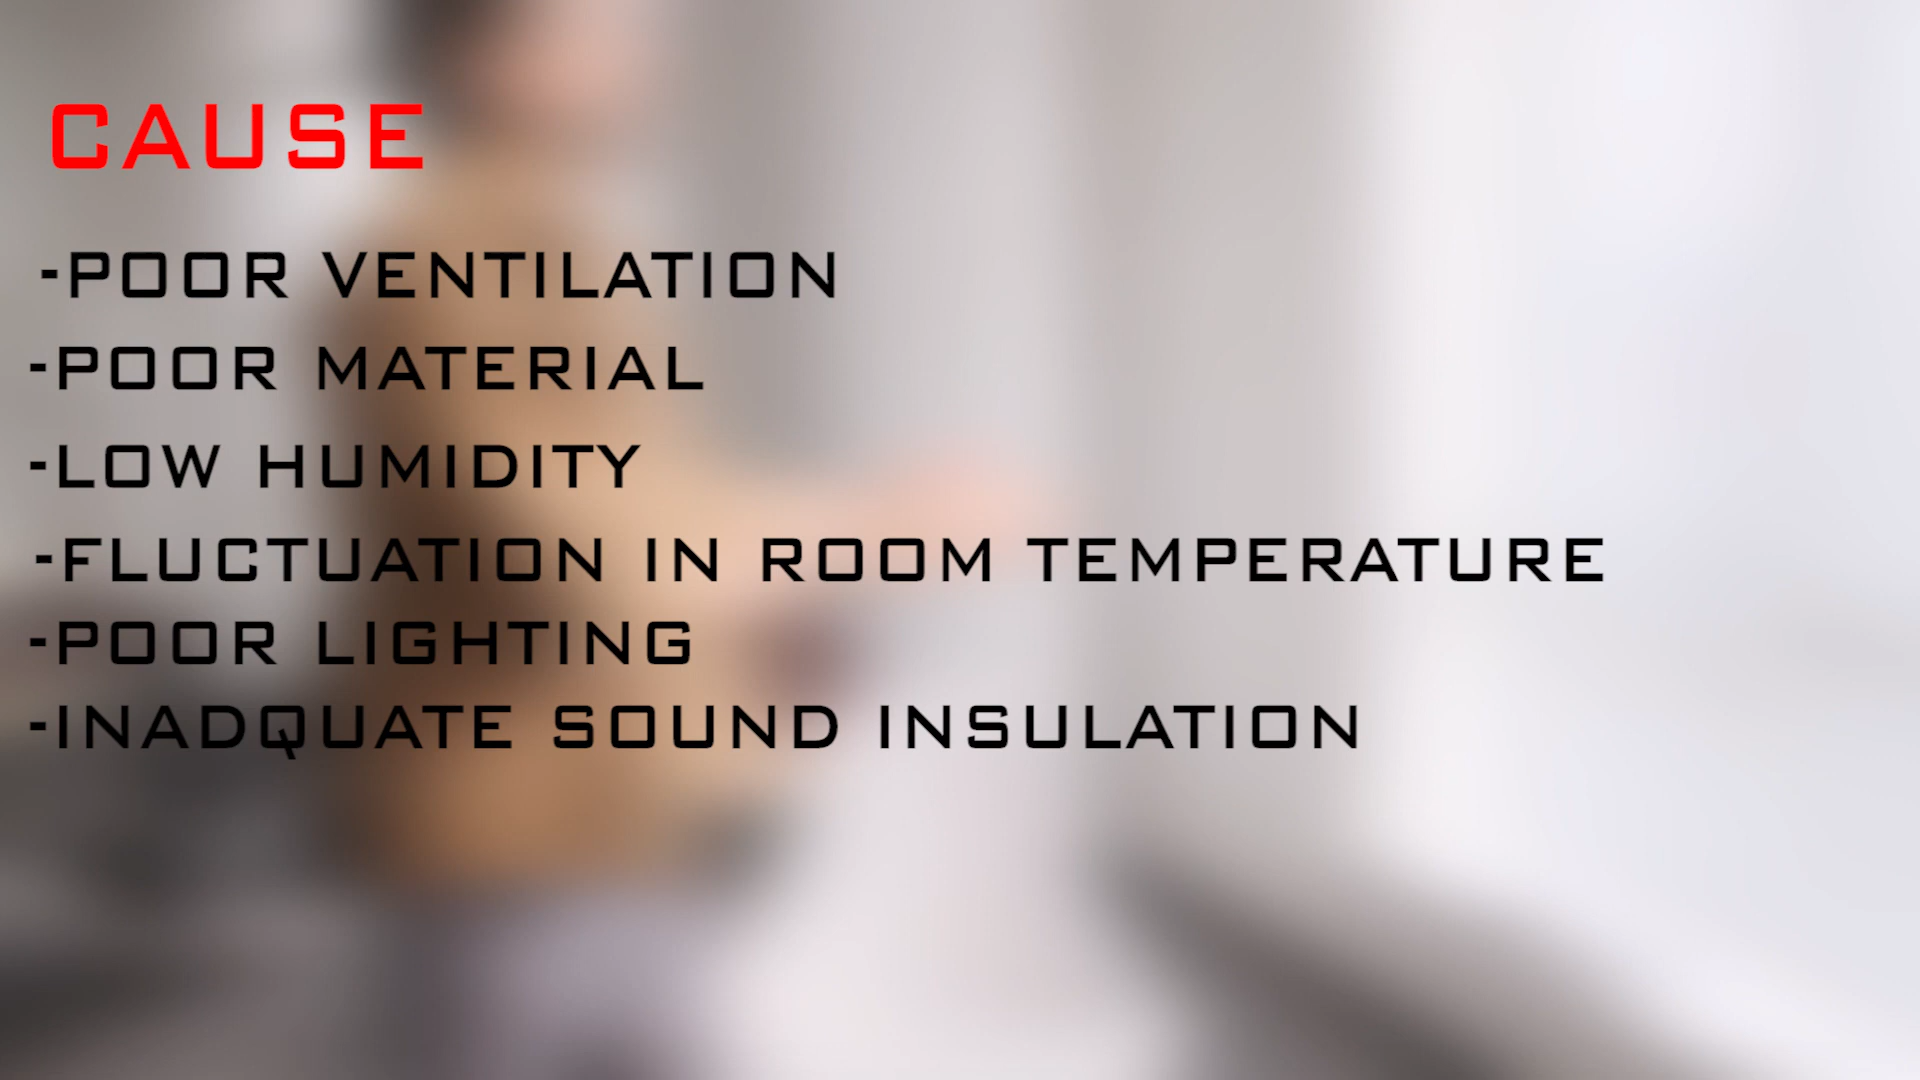 CAUSE
-POOR VENTILATION
-POOR MATERIAL
-LOW HUMIDITY
-FLUCTUATION IN ROOM TEMPERATURE
-POOR LIGHTING
-INADQUATE SOUND INSULATION